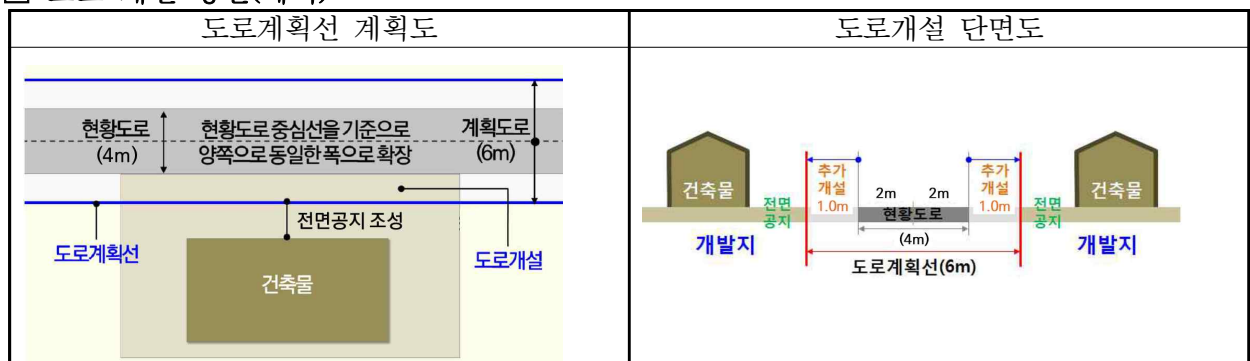 도로계획선 계획도
도로개설 단면도
현황도로
(4m)
현황도로 중심선을 기준으로
양쪽으로 동일한 폭으로 확장
계획도로
(6m)
전면공지 조성
도로계획선
도로개설
건축물
건축물
전면
공지
개발지
추가
개설
1.0m
2m
2m
현황도로
(4m)
도로계획선(6m)
추가
개설
1.0m
전면
공지
건축물
개발지